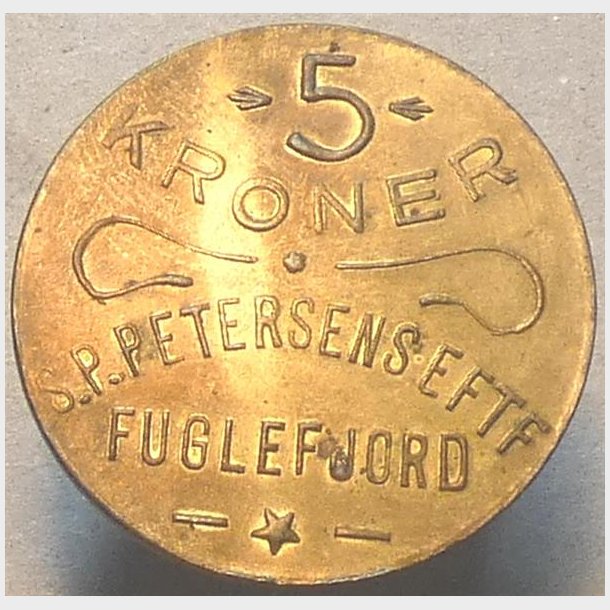 5
KRONER
S.P. PETERSENS·EFTF
FUGLEFJORD